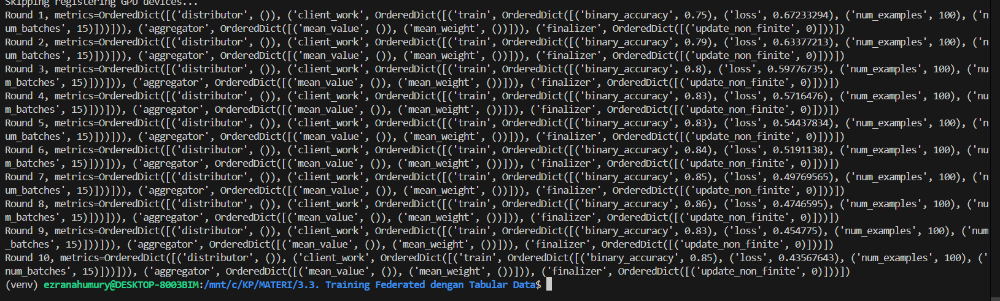 Skipping registering GPU devices...
Round 1, metrics=OrderedDict([('distributor', ()), ('client_work', OrderedDict([('train', OrderedDict([('binary_accuracy', 0.75), ('loss', 0.67233294), ('num_examples', 100), ('n
um_batches', 15)]))])), ('aggregator', OrderedDict([('mean_value', ()), ('mean_weight', ())])), ('finalizer', OrderedDict([('update_non_finite', 0)]))])
Round 2, metrics=OrderedDict([('distributor', ()), ('client_work', OrderedDict([('train', OrderedDict([('binary_accuracy', 0.79), ('loss', 0.63377213), ('num_examples', 100), ('n
um_batches', 15)]))])), ('aggregator', OrderedDict([('mean_value', ()), ('mean_weight', ())])), ('finalizer', OrderedDict([('update_non_finite', 0)]))])
Round 3, metrics=OrderedDict([('distributor', ()), ('client_work', OrderedDict([('train', OrderedDict([('binary_accuracy', 0.8), ('loss', 0.59776735), ('num_examples', 100), ('nu
m_batches', 15)]))])), ('aggregator', OrderedDict([('mean_value', ()), ('mean_weight', ())])), ('finalizer', OrderedDict([('update_non_finite', 0)]))])
Round 4, metrics=OrderedDict([('distributor', ()), ('client_work', OrderedDict([('train', OrderedDict([('binary_accuracy', 0.83), ('loss', 0.5716476), ('num_examples', 100), ('nu
m_batches', 15)]))])), ('aggregator', OrderedDict([('mean_value', ()), ('mean_weight', ())])), ('finalizer', OrderedDict([('update_non_finite', 0)]))])
Round 5, metrics=OrderedDict([('distributor', ()), ('client_work', OrderedDict([('train', OrderedDict([('binary_accuracy', 0.83), ('loss', 0.54437834), ('num_examples', 100), ('n
um_batches', 15)]))])), ('aggregator', OrderedDict([('mean_value', ()), ('mean_weight', ())])), ('finalizer', OrderedDict([('update_non_finite', 0)]))])
Round 6, metrics=OrderedDict([('distributor', ()), ('client_work', OrderedDict([('train', OrderedDict([('binary_accuracy', 0.84), ('loss', 0.5191138), ('num_examples', 100), ('nu
m_batches', 15)]))])), ('aggregator', OrderedDict([('mean_value', ()), ('mean_weight', ())])), ('finalizer', OrderedDict([('update_non_finite', 0)]))])
Round 7, metrics=OrderedDict([('distributor', ()), ('client_work', OrderedDict([('train', OrderedDict([('binary_accuracy', 0.85), ('loss', 0.49769565), ('num_examples', 100), ('n
um_batches', 15)]))])), ('aggregator', OrderedDict([('mean_value', ()), ('mean_weight', ())])), ('finalizer', OrderedDict([('update_non_finite', 0)]))])
Round 8, metrics=OrderedDict([('distributor', ()), ('client_work', OrderedDict([('train', OrderedDict([('binary_accuracy', 0.86), ('loss', 0.4746595), ('num_examples', 100), ('nu
m_batches', 15)]))])), ('aggregator', OrderedDict([('mean_value', ()), ('mean_weight', ())])), ('finalizer', OrderedDict([('update_non_finite', 0)]))])
Round 9, metrics=OrderedDict([('distributor', ()), ('client_work', OrderedDict([('train', OrderedDict([('binary_accuracy', 0.83), ('loss', 0.454775), ('num_examples', 100), ('num
_batches', 15)]))])), ('aggregator', OrderedDict([('mean_value', ()), ('mean_weight', ())])), ('finalizer', OrderedDict([('update_non_finite', 0)]))])
Round 10, metrics=OrderedDict([('distributor', ()), ('client_work', OrderedDict([('train', OrderedDict([('binary_accuracy', 0.85), ('loss', 0.43567643), ('num_examples', 100), ('
num_batches', 15)]))])), ('aggregator', OrderedDict([('mean_value', ()), ('mean_weight', ())])), ('finalizer', OrderedDict([('update_non_finite', 0)]))])
(venv) ezranahumury@DESKTOP-8003BIM:/mnt/c/KP/MATERI/3.3. Training Federated dengan Tabular Data$